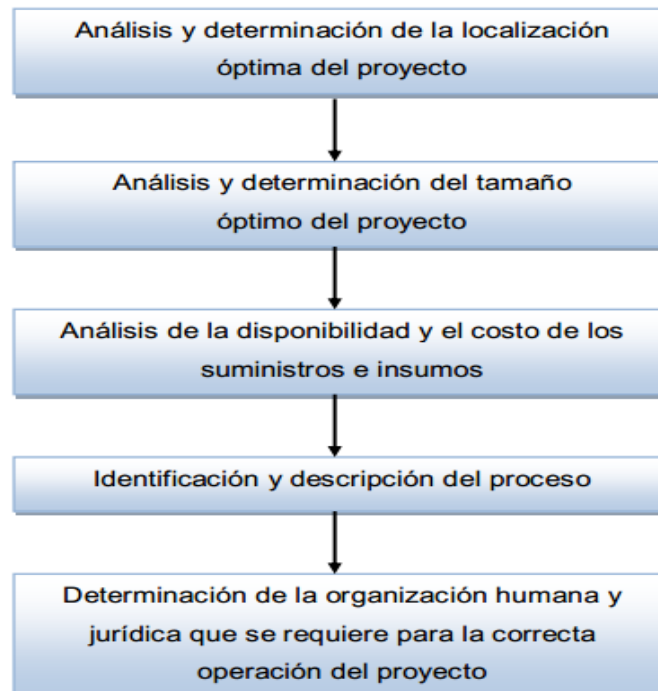 Análisis y determinación de la localización
óptima del proyecto
Análisis y determinación del tamaño
óptimo del proyecto
Análisis de la disponibilidad y el costo de los
suministros e insumos
Identificación y descripción del proceso
Determinación de la organización humana y
jurídica que se requiere para la correcta
operación del proyecto